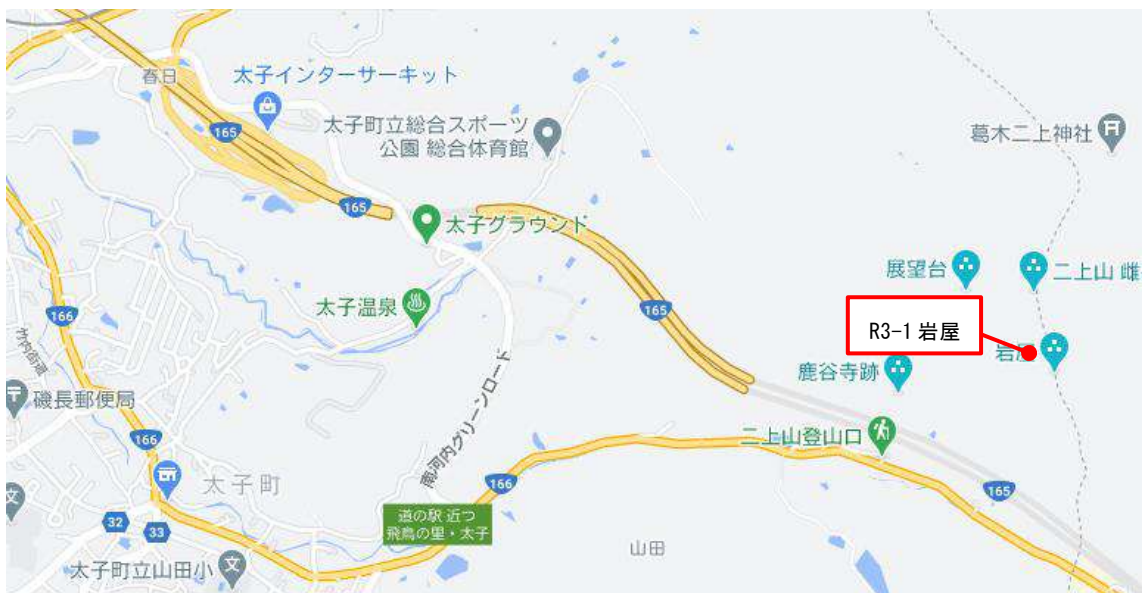 春日
太子インターサーキット
165
太子町立総合スポーツ
公園 総合体育館
葛木二上神社
165
太子グラウンド
展望台
二上山 雌
太子温泉
165
166
R3-1 岩屋
岩屋
竹内街道
鹿谷寺跡
磯長郵便局
南河内グリーンロード
166
二上山登山口
太子町
166
165
32
33
道の駅 近つ
飛鳥の里・太子
山田
太子町立山田小
文
文